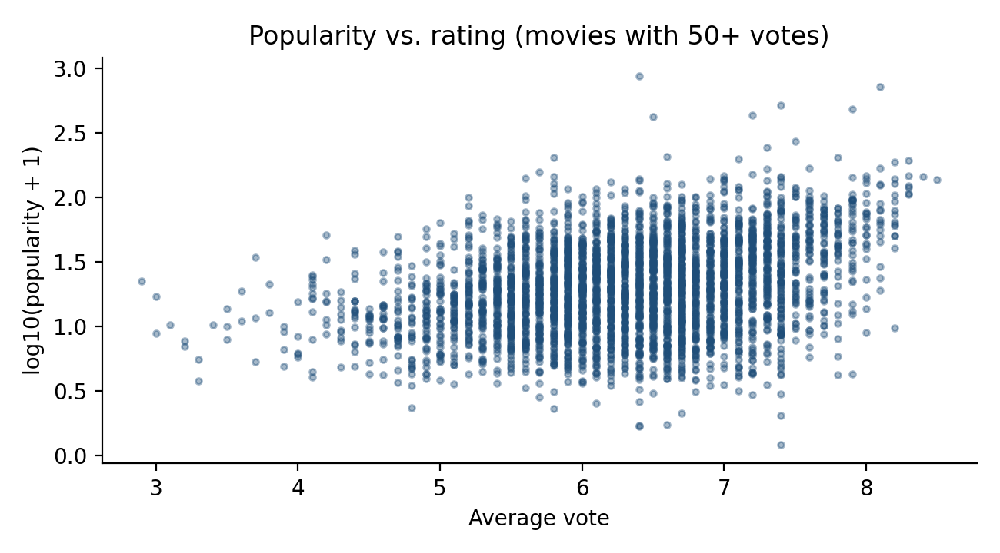 Popularity vs. rating (movies with 50+ votes)
log10(popularity + 1)
3.0
2.5
2.0
1.5
1.0
0.5
0.0
3 4 5 6 7 8
Average vote